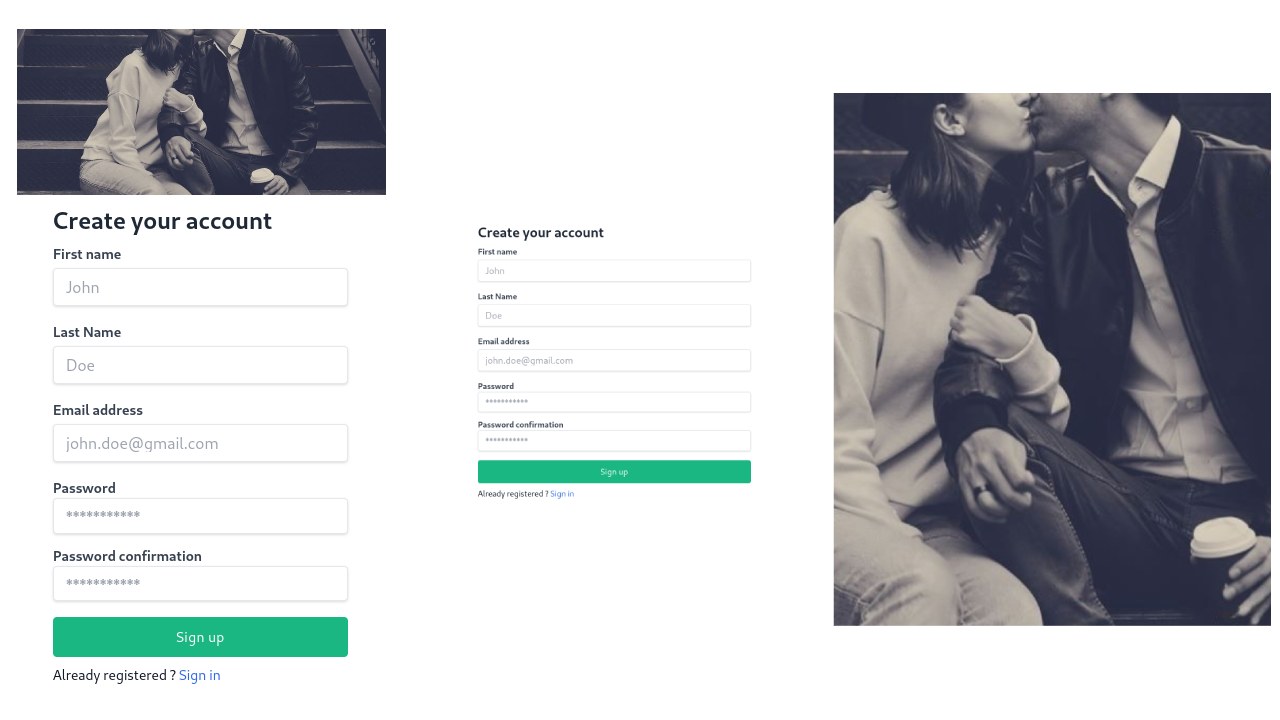 Create your account
First name
John
Last Name
Doe
Email address
john.doe@gmail.com
Password
***********
Password confirmation
***********
Sign up
Already registered ? Sign in
Create your account
First name
John
Last Name
Doe
Email address
john.doe@gmail.com
Password
***********
Password confirmation
***********
Sign up
Already registered ? Sign in